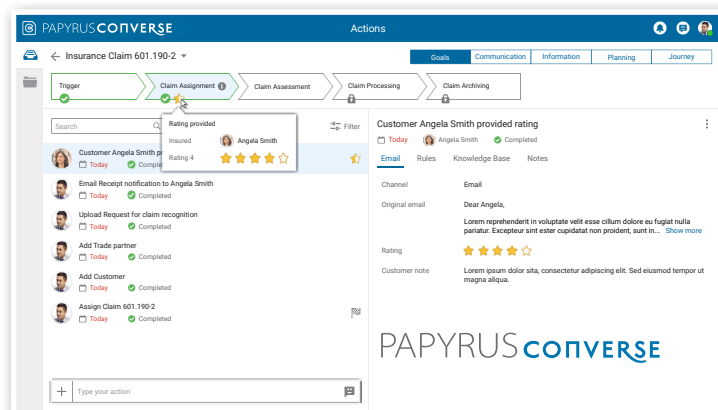 PAPYRUS CONVERSE
Actions
Insurance Claim 601.190-2
Goals
Communication
Information
Planning
Journey
Trigger
Claim Assignment
Claim Assessment
Claim Processing
Claim Archiving
Search
Filter
Rating provided
Insured
Angela Smith
Rating 4
Customer Angela Smith pr
Today
Completed
Email Receipt notification to Angela Smith
Today
Completed
Upload Request for claim recognition
Today
Completed
Add Trade partner
Today
Completed
Add Customer
Today
Completed
Assign Claim 601.190-2
Today
Completed
Type your action
Customer Angela Smith provided rating
Today
Angela Smith
Completed
Email
Rules
Knowledge Base
Notes
Channel
Email
Original email
Dear Angela,
Lorem reprehenderit in voluptate velit esse cillum dolore eu fugiat nulla
pariatur. Excepteur sint ester cupidatat non proident, sunt in... Show more
Rating
Customer note
Lorem ipsum dolor sita, consectetur adipiscing elit. Sed eiusmod tempor ut
magna aliqua.
PAPYRUS CONVERSE